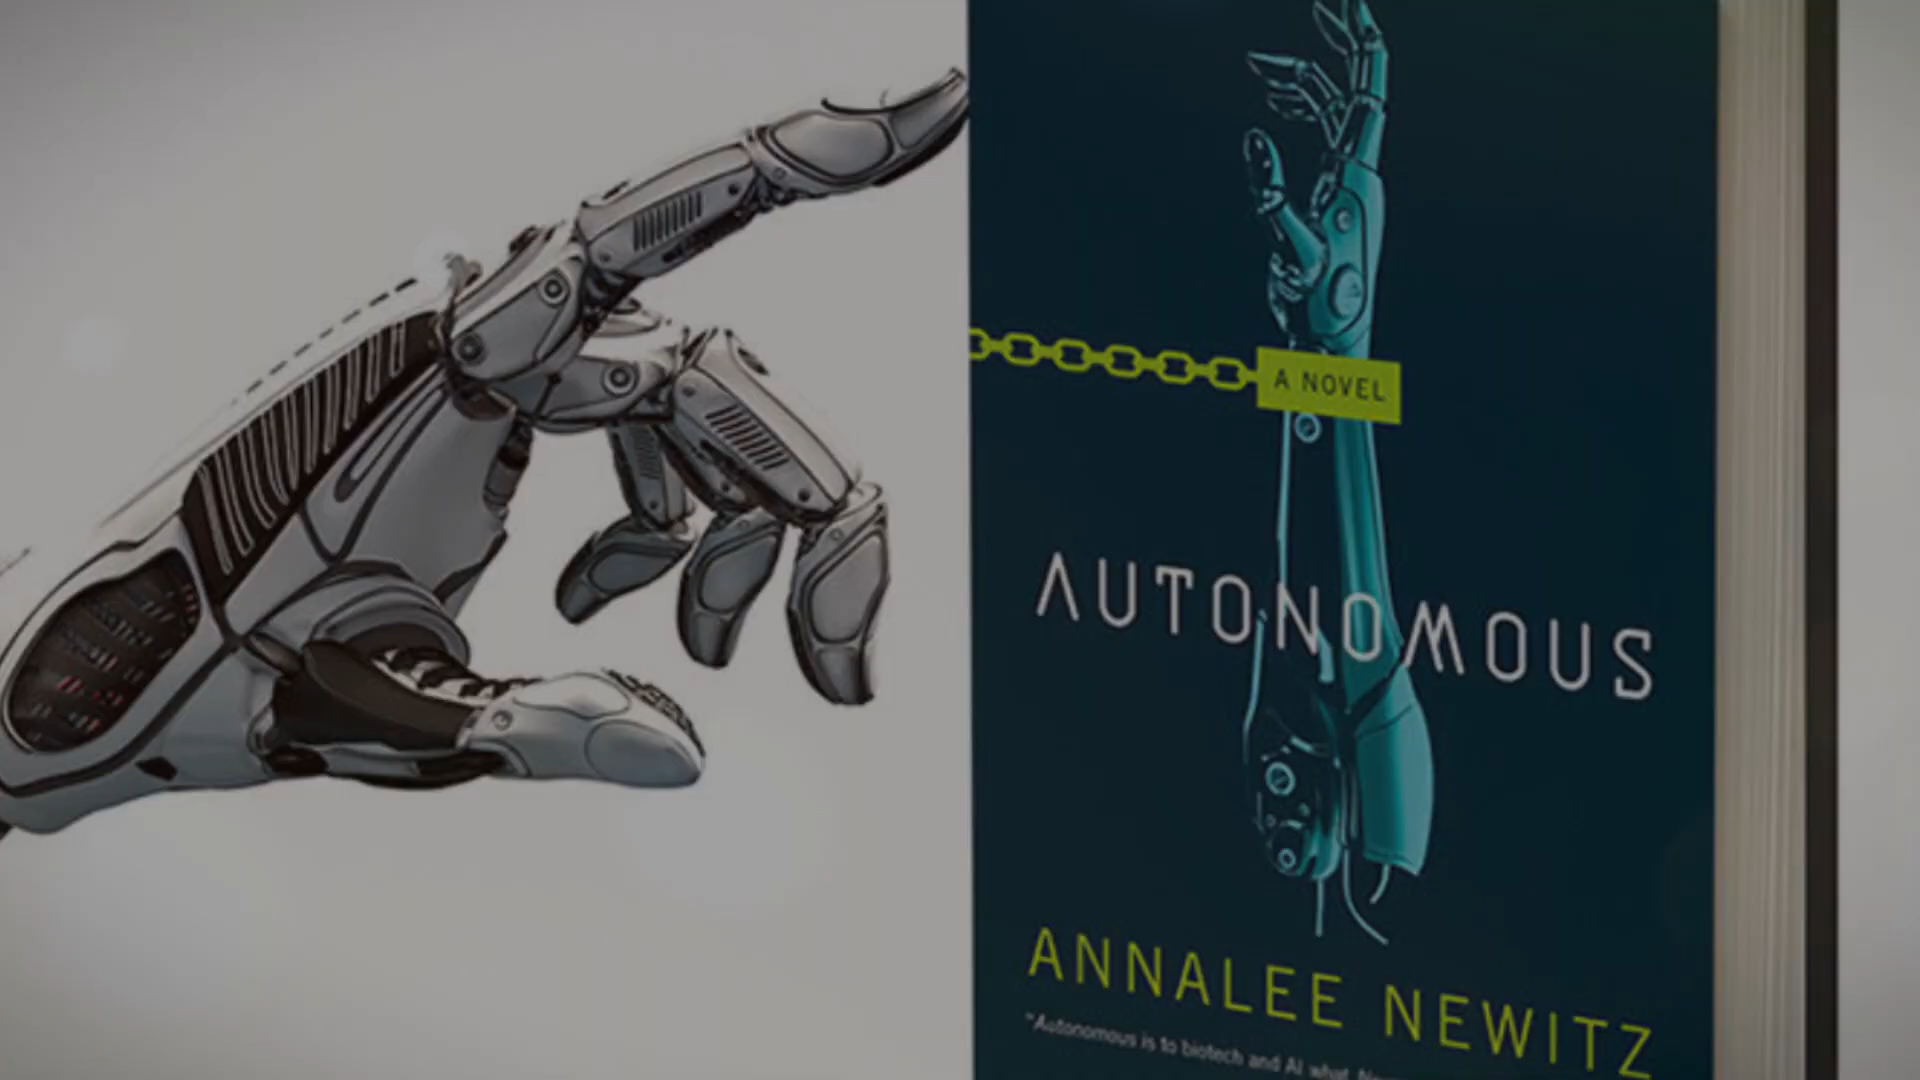 A NOVEL
AUTONOMOUS
ANNALEE NEWITZ
"Autonomous is to biotech and AI what